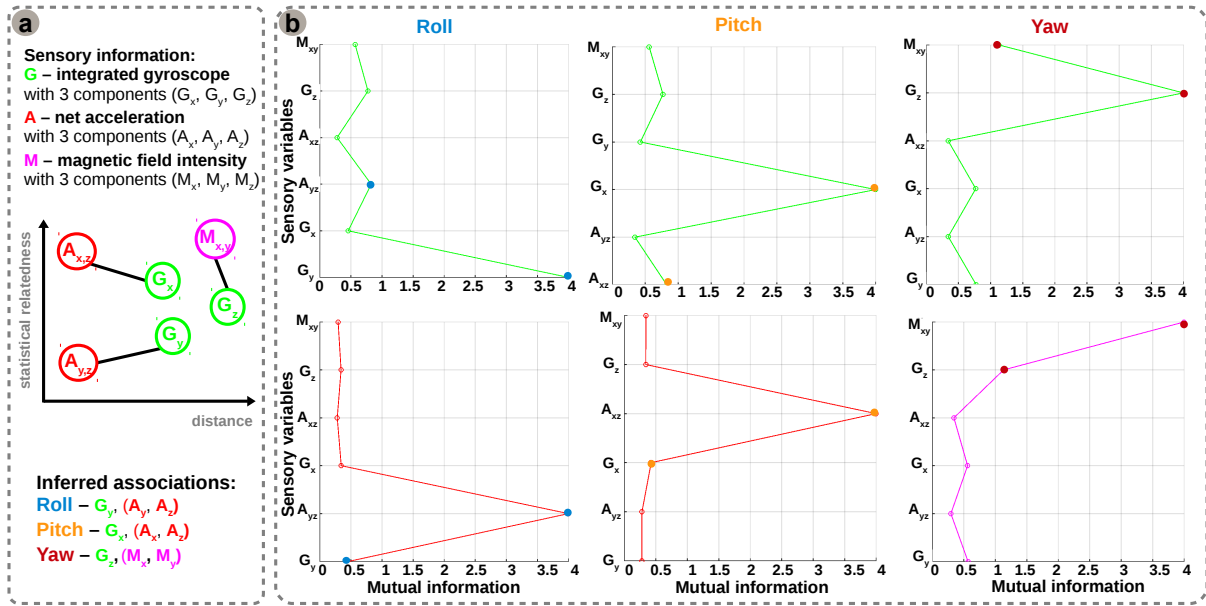 a
Sensory information:
G – integrated gyroscope
with 3 components (Gx, Gy, Gz)
A – net acceleration
with 3 components (Ax, Ay, Az)
M – magnetic field intensity
with 3 components (Mx, My, Mz)
statistical relatedness
Ax,z
Gx
Mx,y
Gz
Gy
Ay,z
distance
Inferred associations:
Roll – Gy, (Ay, Az)
Pitch – Gx, (Ax, Az)
Yaw – Gz, (Mx, My)
b
Roll
Sensory variables
Mxy
Gz
Axz
Ayz
Gx
Gy
0 0.5 1 1.5 2 2.5 3 3.5 4
Pitch
Mxy
Gz
Gy
Gx
Ayz
Axz
0 0.5 1 1.5 2 2.5 3 3.5 4
Yaw
Mxy
Gz
Axz
Gx
Ayz
Gy
0 0.5 1 1.5 2 2.5 3 3.5 4
Sensory variables
Mxy
Gz
Axz
Gx
Ayz
Gy
0 0.5 1 1.5 2 2.5 3 3.5 4
Mutual information
Mxy
Gz
Axz
Gx
Ayz
Gy
0 0.5 1 1.5 2 2.5 3 3.5 4
Mutual information
Mxy
Gz
Axz
Gx
Ayz
Gy
0 0.5 1 1.5 2 2.5 3 3.5 4
Mutual information